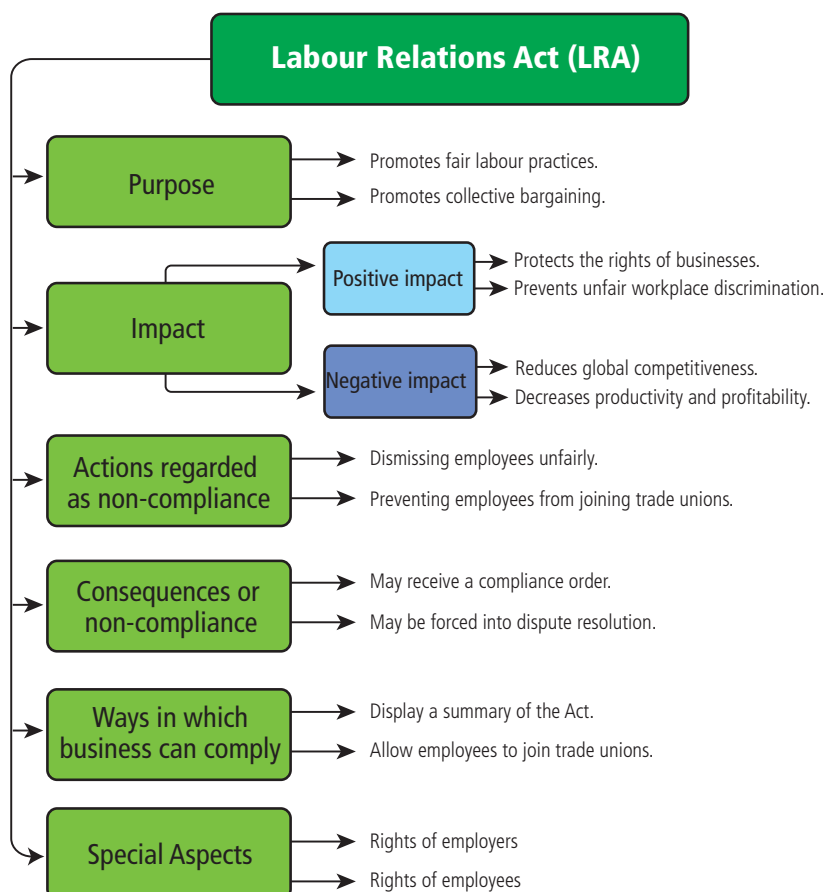 Labour Relations Act (LRA)
Purpose
Promotes fair labour practices.
Promotes collective bargaining.
Impact
Positive impact
Protects the rights of businesses.
Prevents unfair workplace discrimination.
Negative impact
Reduces global competitiveness.
Decreases productivity and profitability.
Actions regarded
as non-compliance
Dismissing employees unfairly.
Preventing employees from joining trade unions.
Consequences or
non-compliance
May receive a compliance order.
May be forced into dispute resolution.
Ways in which
business can comply
Display a summary of the Act.
Allow employees to join trade unions.
Special Aspects
Rights of employers
Rights of employees